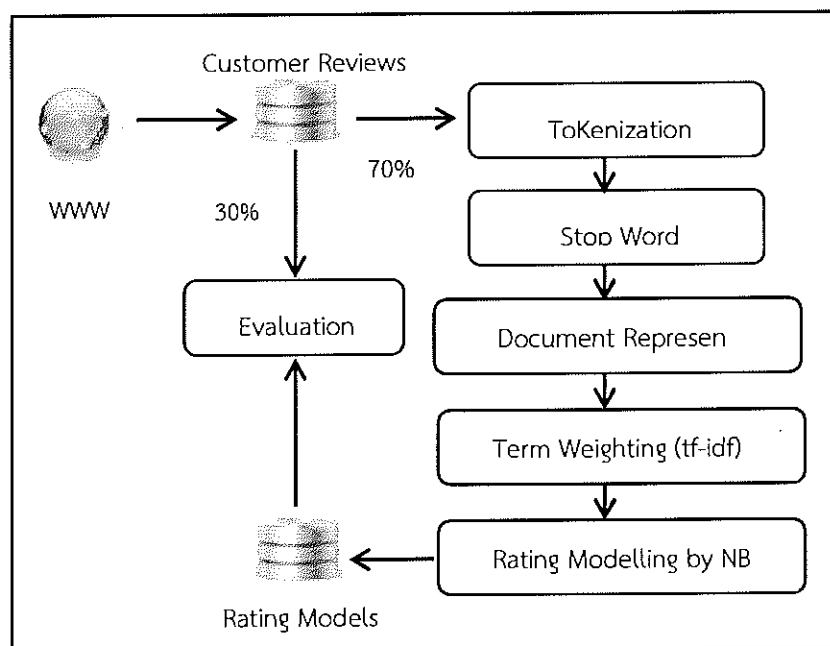 Customer Reviews
ToKenization
WWW
70%
30%
Stop Word
Evaluation
Document Represen
Term Weighting (tf-idf)
Rating Modelling by NB
Rating Models